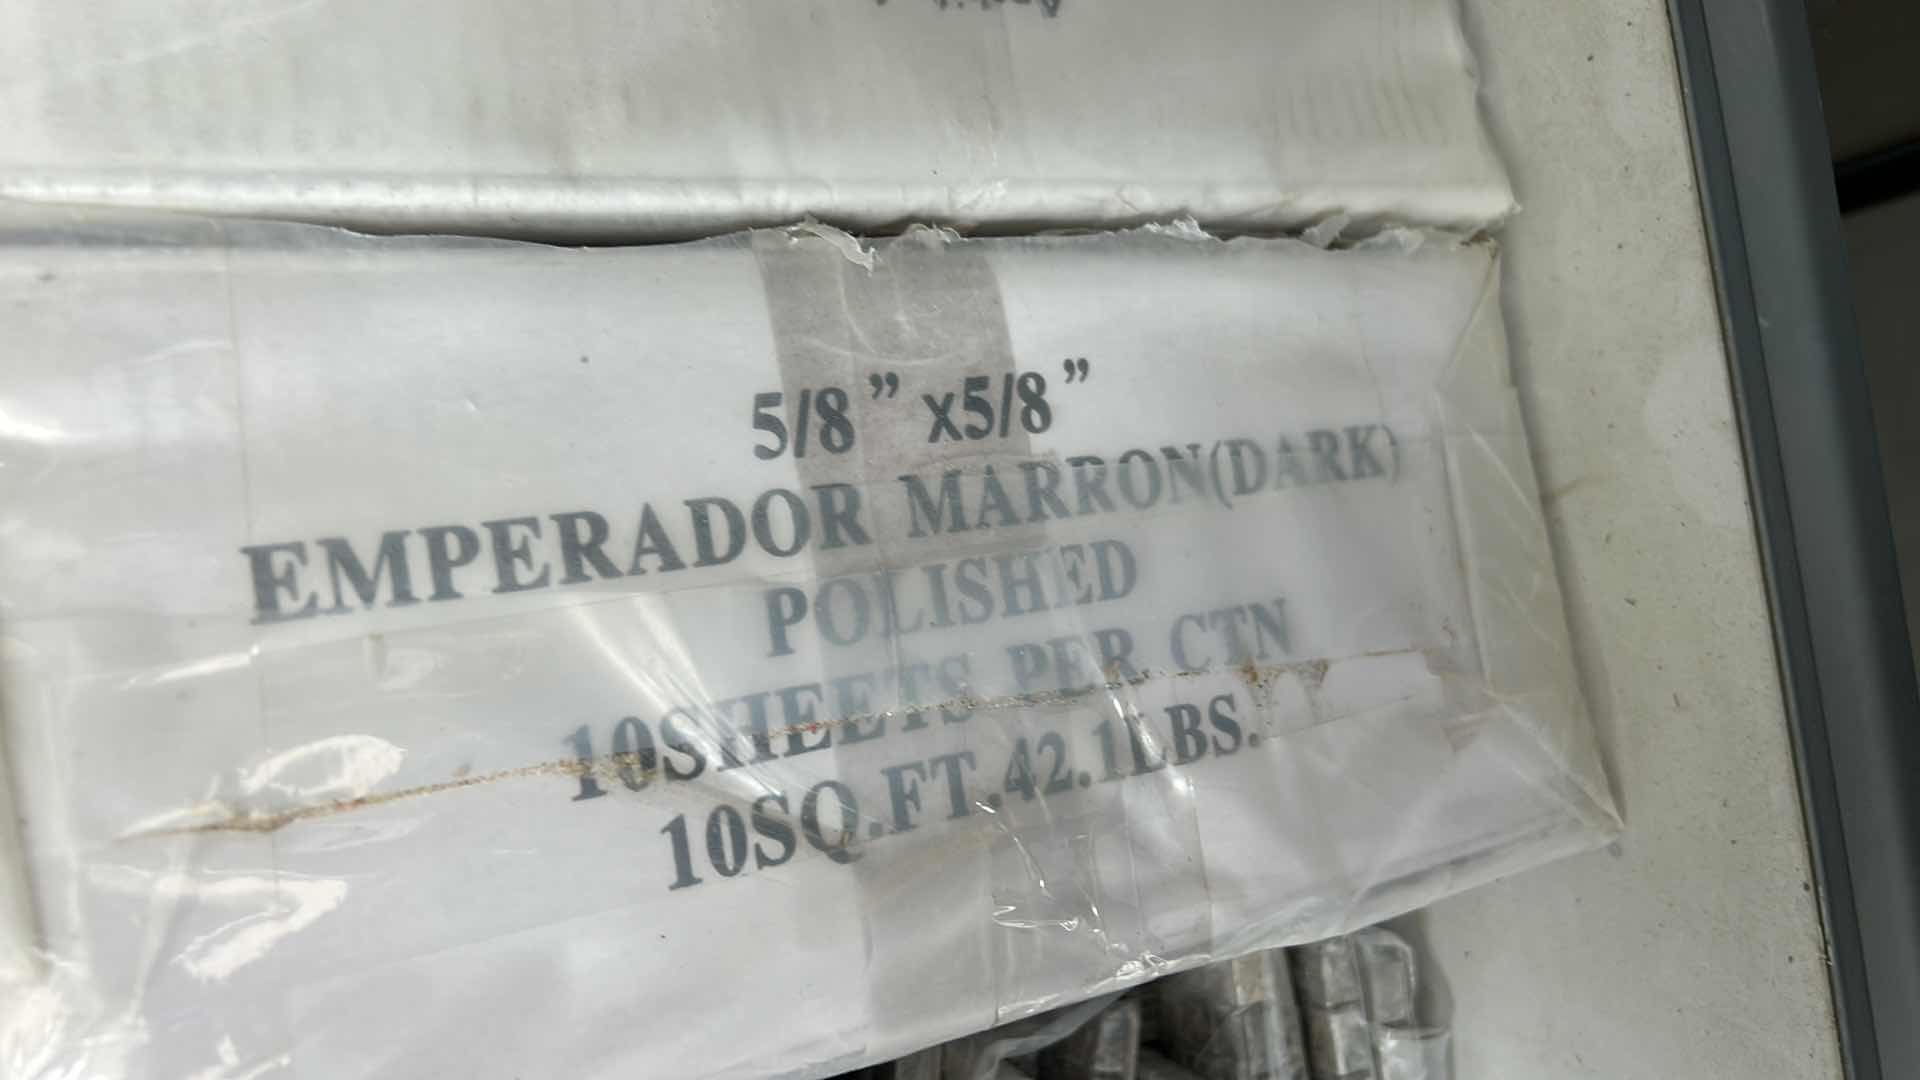 5/8” x5/8”
EMPERADOR MARRON(DARK)
POLISHED
10SHEETS PER CTN
10SQ.FT.42.1LBS.